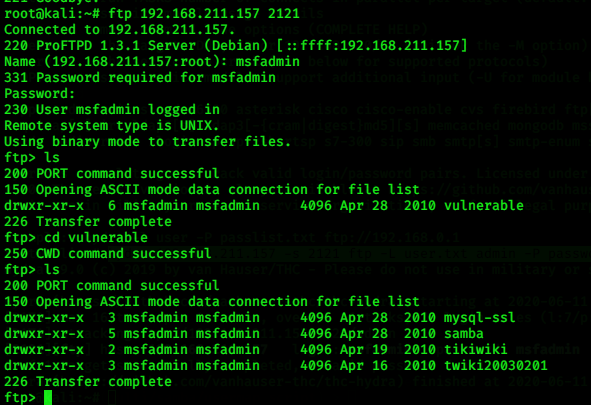 root@kali:~# ftp 192.168.211.157 2121
Connected to 192.168.211.157.
220 ProFTPD 1.3.1 Server (Debian) [::ffff:192.168.211.157]
Name (192.168.211.157:root): msfadmin
331 Password required for msfadmin
Password:
230 User msfadmin logged in
Remote system type is UNIX.
Using binary mode to transfer files.
ftp> ls
200 PORT command successful
150 Opening ASCII mode data connection for file list
drwxr-xr-x   6 msfadmin msfadmin     4096 Apr 28  2010 vulnerable
226 Transfer complete
ftp> cd vulnerable
250 CWD command successful
ftp> ls
200 PORT command successful
150 Opening ASCII mode data connection for file list
drwxr-xr-x   3 msfadmin msfadmin     4096 Apr 28  2010 mysql-ssl
drwxr-xr-x   5 msfadmin msfadmin     4096 Apr 28  2010 samba
drwxr-xr-x   2 msfadmin msfadmin     4096 Apr 19  2010 tikiwiki
drwxr-xr-x   3 msfadmin msfadmin     4096 Apr 16  2010 twiki20030201
226 Transfer complete
ftp>